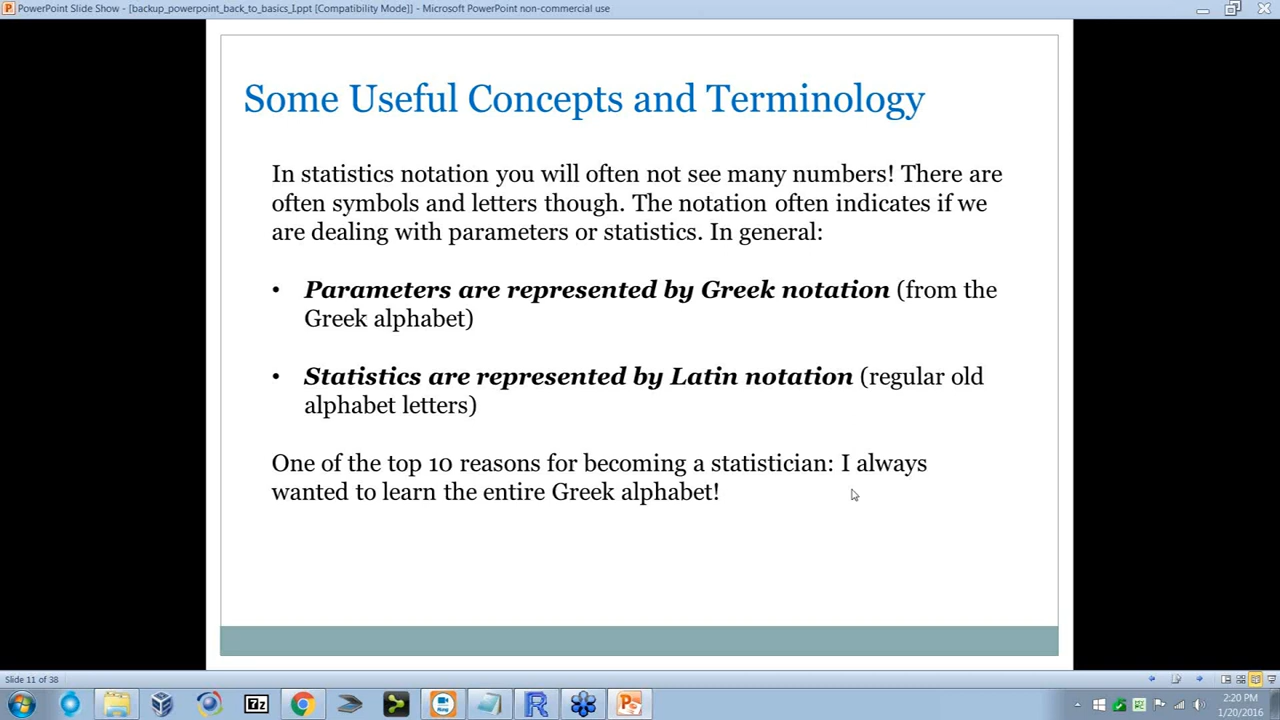 PowerPoint Slide Show - [backup_powerpoint_back_to_basics_I.ppt [Compatibility Mode]] - Microsoft PowerPoint non-commercial use
Some Useful Concepts and Terminology
In statistics notation you will often not see many numbers! There are
often symbols and letters though. The notation often indicates if we
are dealing with parameters or statistics. In general:
• Parameters are represented by Greek notation (from the
Greek alphabet)
• Statistics are represented by Latin notation (regular old
alphabet letters)
One of the top 10 reasons for becoming a statistician: I always
wanted to learn the entire Greek alphabet!
Slide 11 of 38
7z
R
2:20 PM
1/20/2016